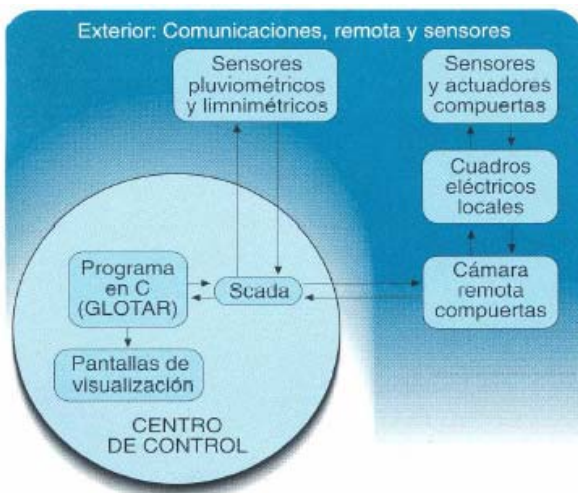 Exterior: Comunicaciones, remota y sensores
Sensores
pluviométricos
y limnimétricos
Sensores
y actuadores
compuertas
Cuadros
eléctricos
locales
Programa
en C
(GLOTAR)
Scada
Cámara
remota
compuertas
Pantallas de
visualización
CENTRO
DE CONTROL